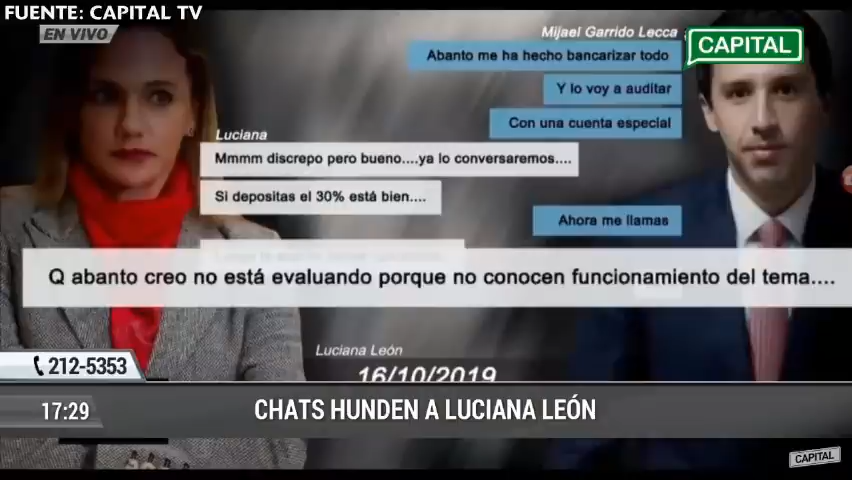 FUENTE: CAPITAL TV
EN VIVO
Mijael Garrido Lecca
CAPITAL
Abanto me ha hecho bancarizar todo
Y lo voy a auditar
Con una cuenta especial
Luciana
Mmmm discrepo pero bueno....ya lo conversaremos....
Si depositas el 30% está bien....
Ahora me llamas
Q abanto creo no está evaluando porque no conocen funcionamiento del tema....
Luciana León
16/10/2019
212-5353
17:29
CHATS HUNDEN A LUCIANA LEÓN
CAPITAL